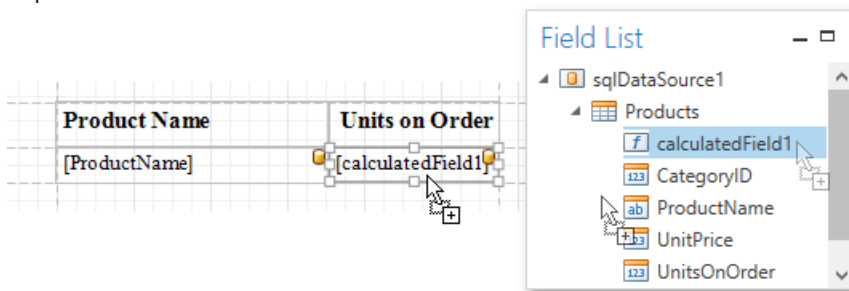 Field List
sqlDataSource1
Products
calculatedField1
CategoryID
ProductName
UnitPrice
UnitsOnOrder
Product Name Units on Order
[ProductName] [calculatedField1]